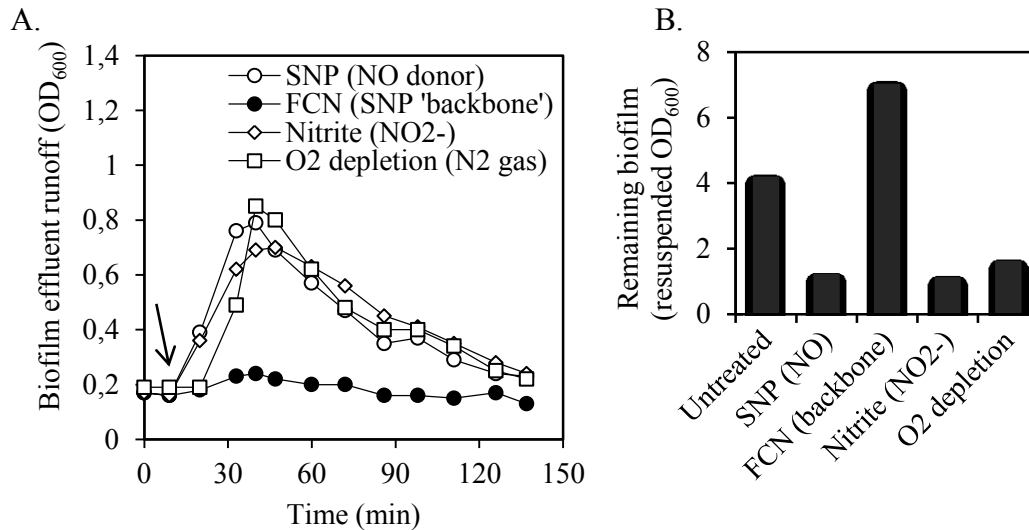 A.
Biofilm effluent runoff (OD600)
1,4
1,2
1,0
0,8
0,6
0,4
0,2
0
SNP (NO donor)
FCN (SNP 'backbone')
Nitrite (NO2-)
O2 depletion (N2 gas)
0
30
60
90
120
150
Time (min)
B.
Remaining biofilm
(resuspended OD600)
8
6
4
2
0
Untreated
SNP (NO)
FCN (backbone)
Nitrite (NO2-)
O2 depletion